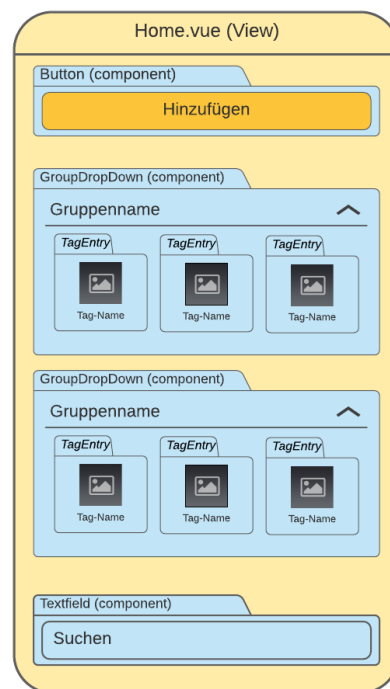 Home.vue (View)
Button (component)
Hinzufügen
GroupDropDown (component)
Gruppenname
TagEntry TagEntry TagEntry
Tag-Name Tag-Name Tag-Name
GroupDropDown (component)
Gruppenname
TagEntry TagEntry TagEntry
Tag-Name Tag-Name Tag-Name
Textfield (component)
Suchen